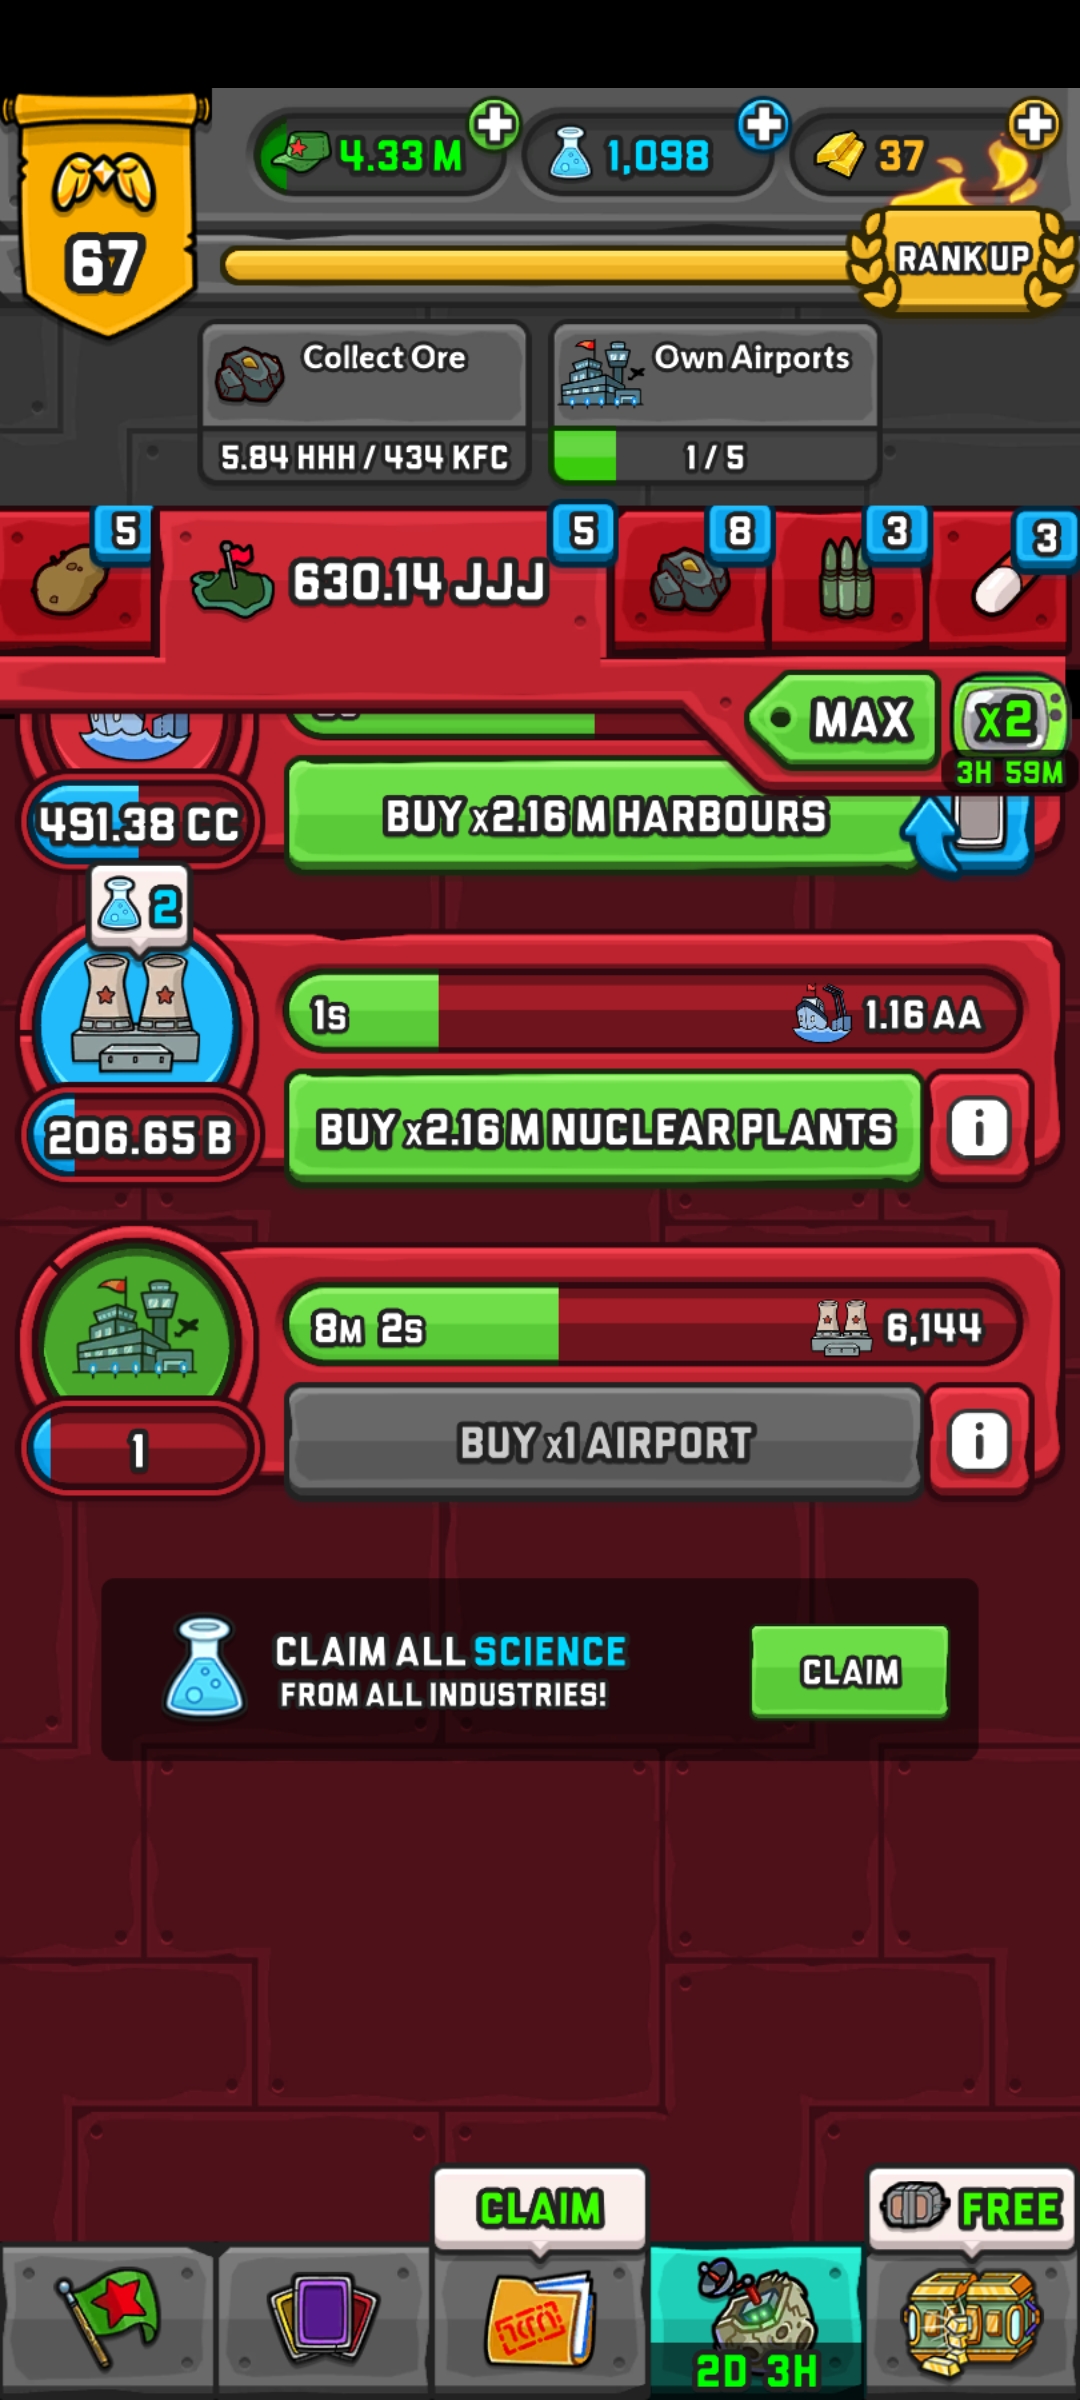 4.33 M
1,098
37
67
RANK UP
Collect Ore
Own Airports
5.84 HHH / 434 KFC
1 / 5
5
630.14 JJJ
5
8
3
3
MAX
x2
3H 59M
491.38 CC
BUY x2.16 M HARBOURS
2
1s
1.16 AA
206.65 B
BUY x2.16 M NUCLEAR PLANTS
i
8M 2s
6,144
1
BUY x1 AIRPORT
i
CLAIM ALL SCIENCE
FROM ALL INDUSTRIES!
CLAIM
CLAIM
FREE
2D 3H